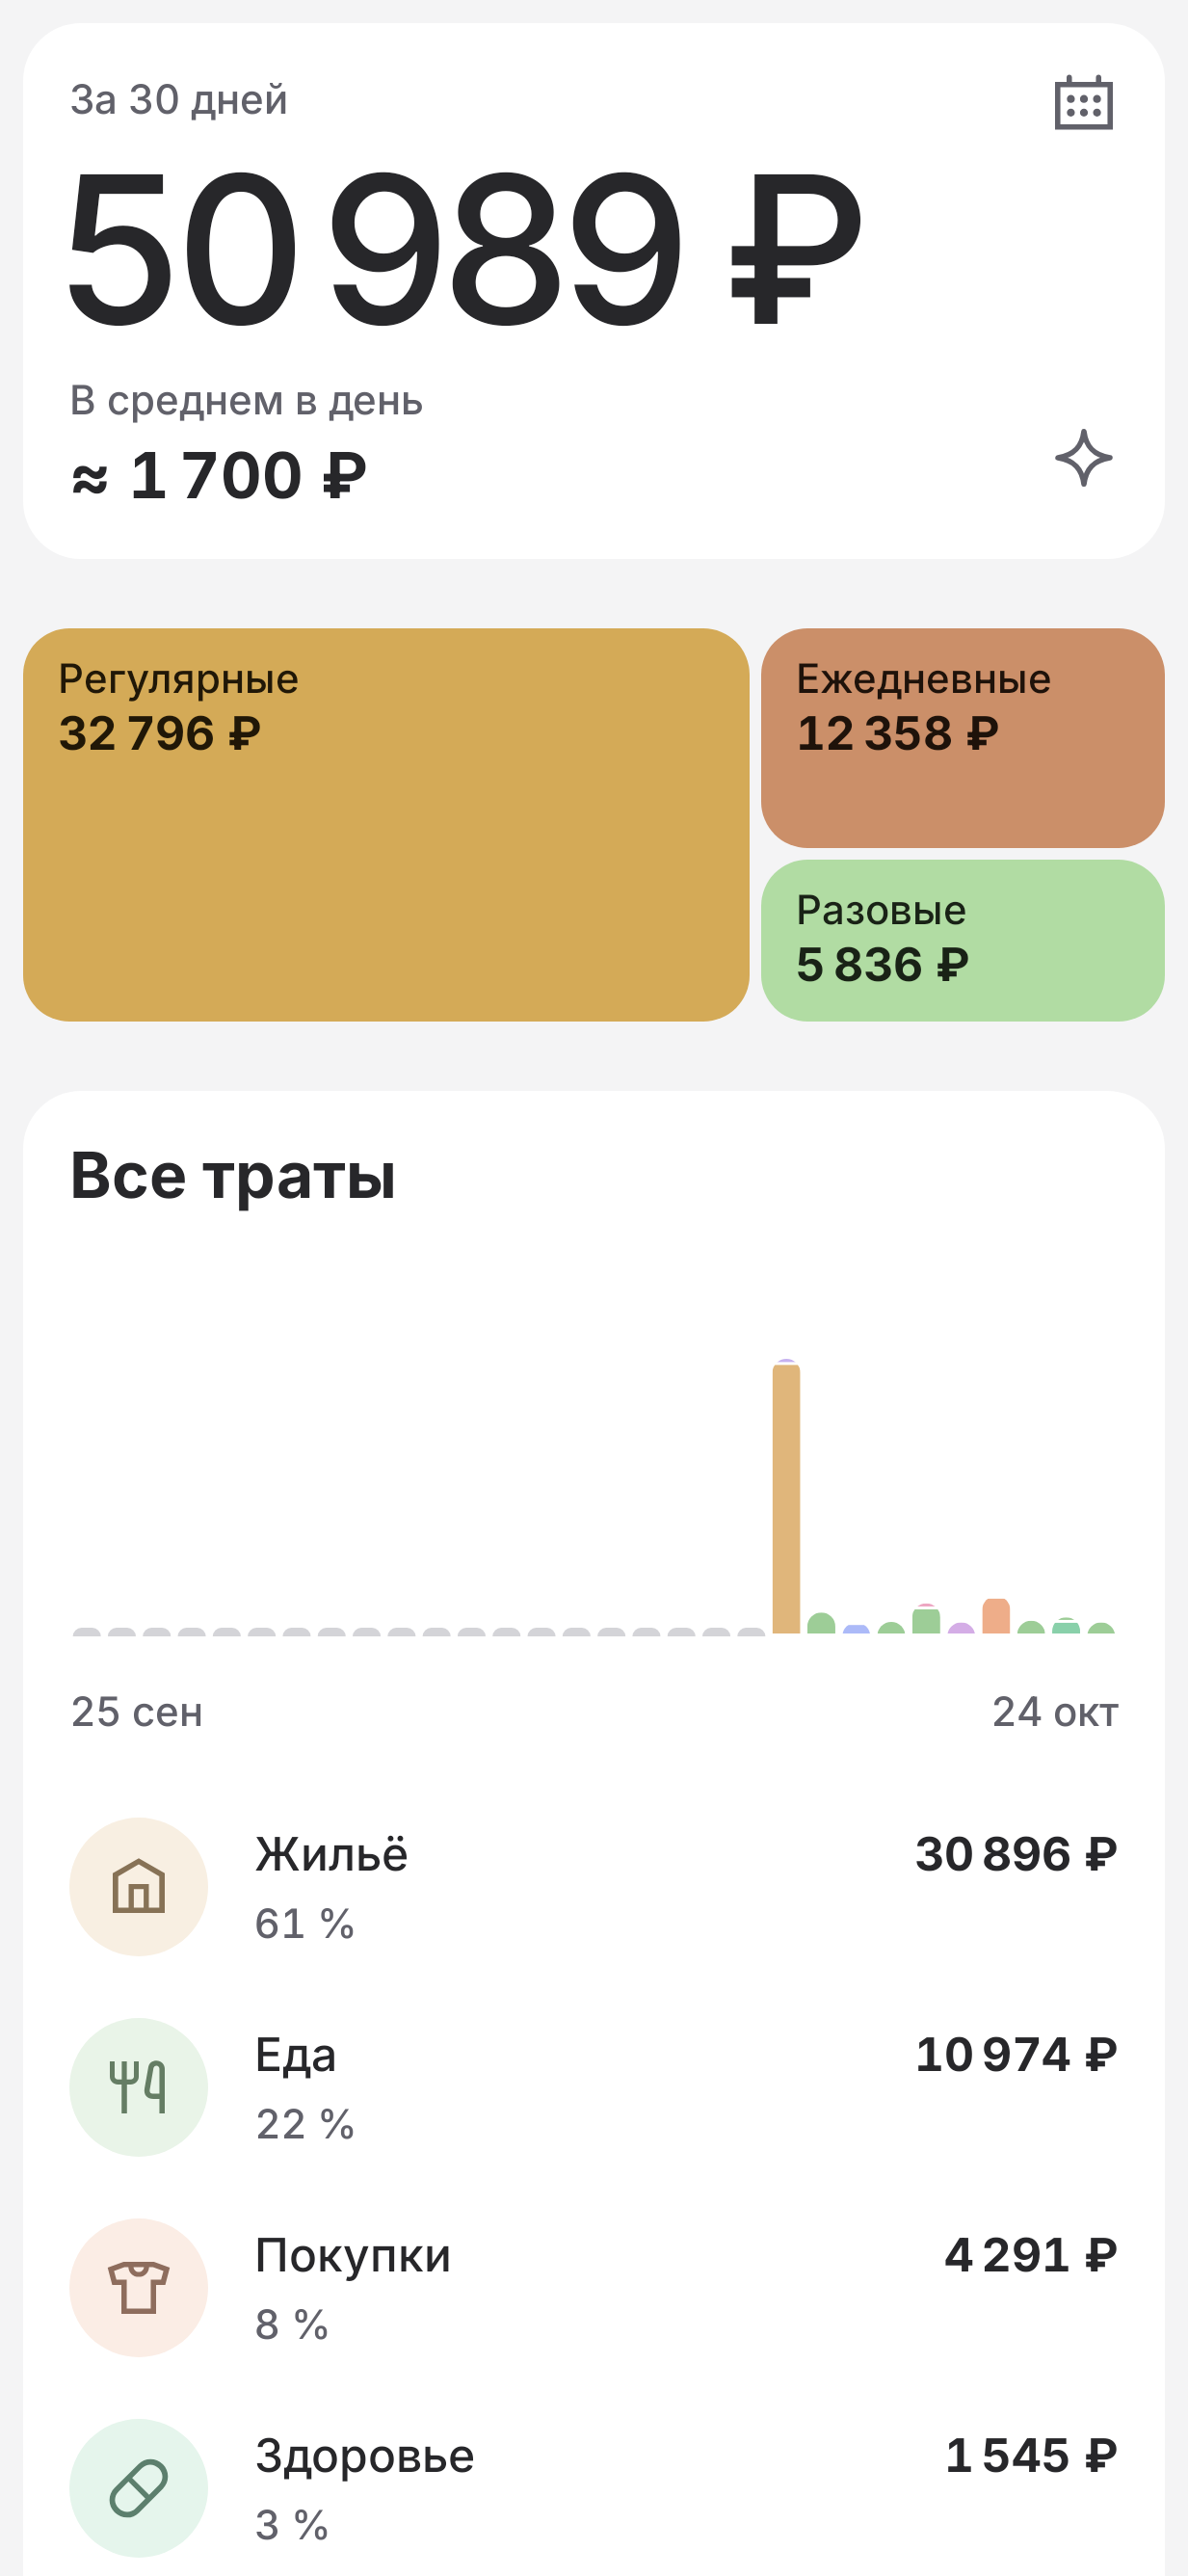 За 30 дней
50 989 ₽
В среднем в день
≈ 1 700 ₽
Регулярные
32 796 ₽
Ежедневные
12 358 ₽
Разовые
5 836 ₽
Все траты
25 сен
24 окт
Жильё
30 896 ₽
61 %
Еда
10 974 ₽
22 %
Покупки
4 291 ₽
8 %
Здоровье
1 545 ₽
3 %